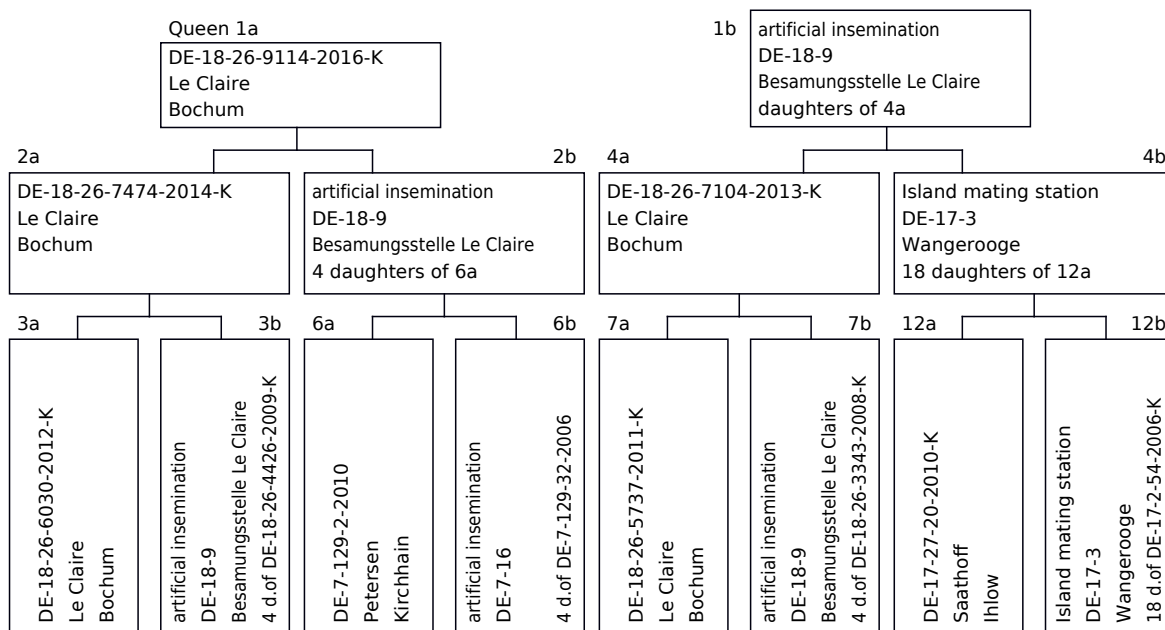 Queen 1a
DE-18-26-9114-2016-K
Le Claire
Bochum
1b
artificial insemination
DE-18-9
Besamungsstelle Le Claire
daughters of 4a
2a
DE-18-26-7474-2014-K
Le Claire
Bochum
2b
artificial insemination
DE-18-9
Besamungsstelle Le Claire
4 daughters of 6a
4a
DE-18-26-7104-2013-K
Le Claire
Bochum
4b
Island mating station
DE-17-3
Wangerooge
18 daughters of 12a
3a
DE-18-26-6030-2012-K
Le Claire
Bochum
3b
artificial insemination
DE-18-9
Besamungsstelle Le Claire
4 d.of DE-18-26-4426-2009-K
6a
DE-7-129-2-2010
Petersen
Kirchhain
6b
artificial insemination
DE-7-16
4 d.of DE-7-129-32-2006
7a
DE-18-26-5737-2011-K
Le Claire
Bochum
7b
artificial insemination
DE-18-9
Besamungsstelle Le Claire
4 d.of DE-18-26-3343-2008-K
12a
DE-17-27-20-2010-K
Saathoff
Ihlow
12b
Island mating station
DE-17-3
Wangerooge
18 d.of DE-17-2-54-2006-K